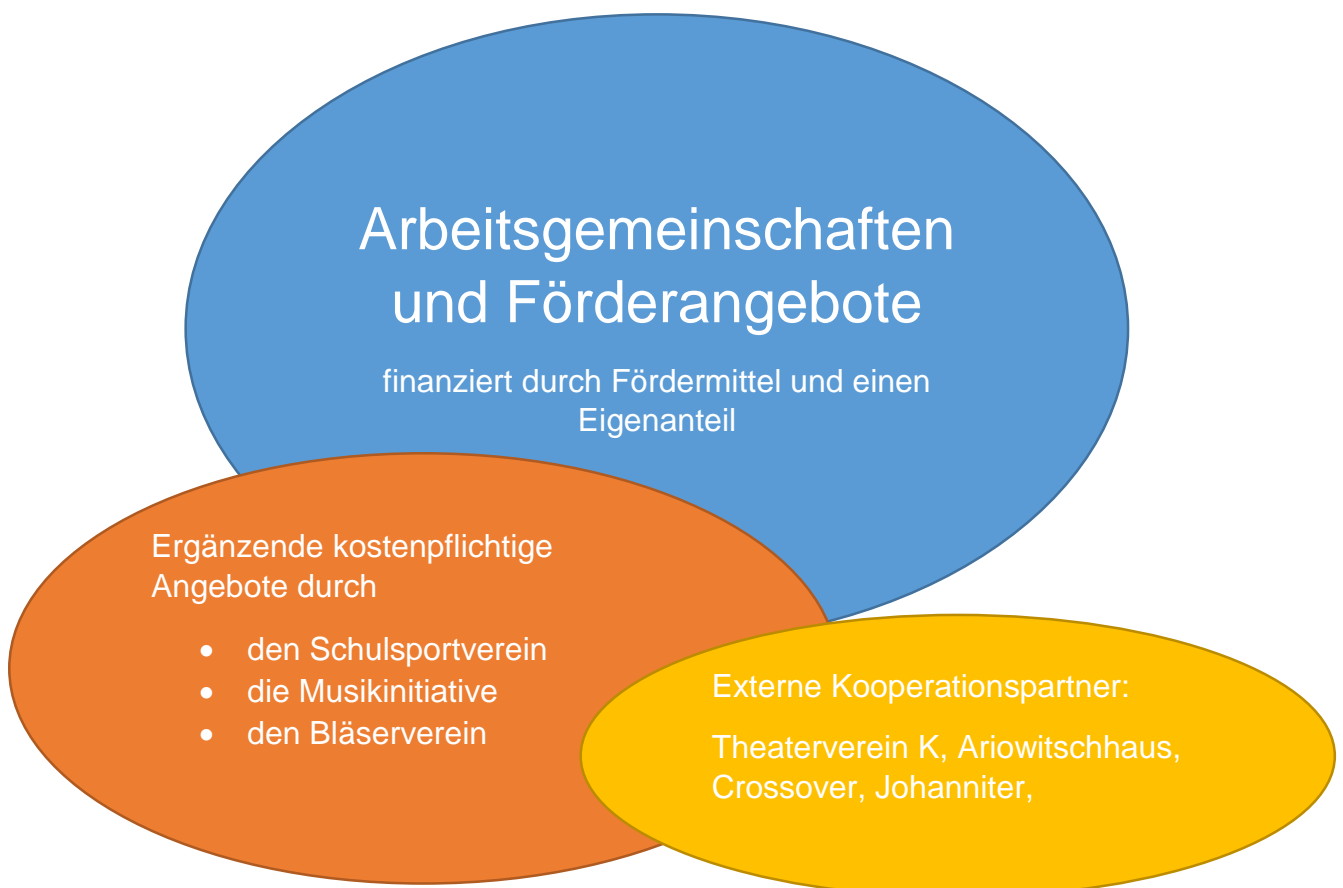 Arbeitsgemeinschaften
und Förderangebote
finanziert durch Fördermittel und einen
Eigenanteil
Ergänzende kostenpflichtige
Angebote durch
• den Schulsportverein
• die Musikinitiative
• den Bläserverein
Externe Kooperationspartner:
Theaterverein K, Ariowitschhaus,
Crossover, Johanniter,